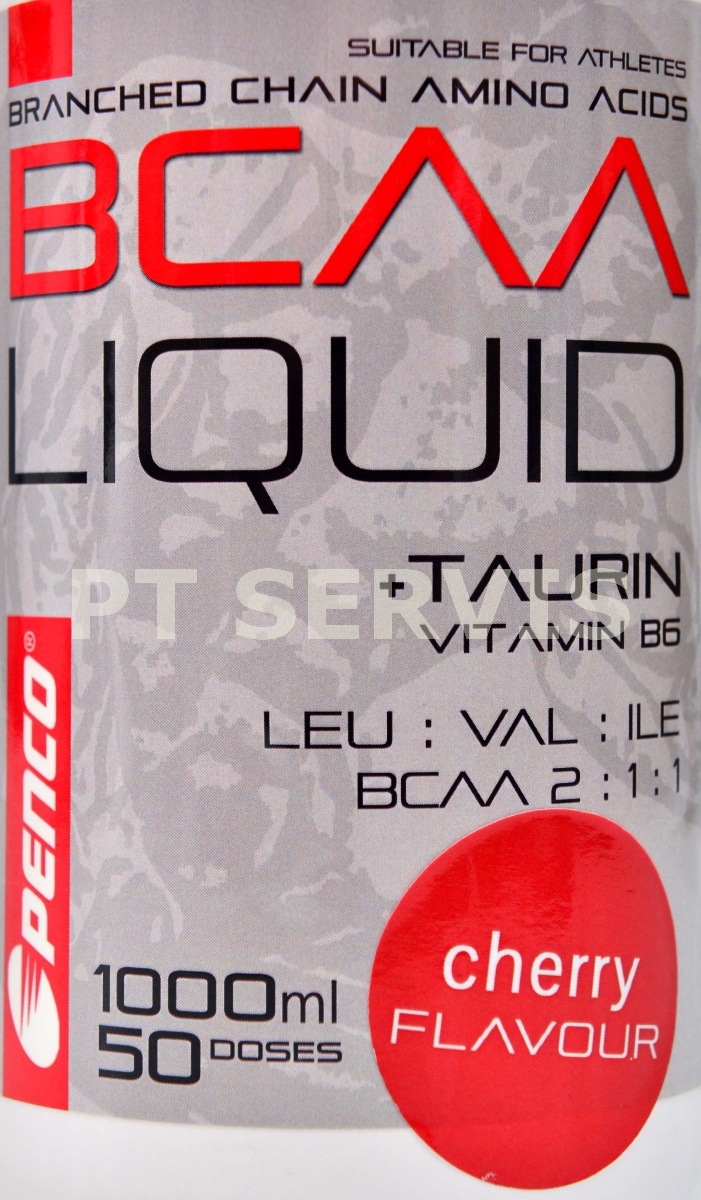 SUITABLE FOR ATHLETES
BRANCHED CHAIN AMINO ACIDS
BCAA
LIQUID
+TAURIN
PT SERVIS
VITAMIN B6
LEU : VAL : ILE
BCAA 2 : 1 : 1
PENCO®
1000ml
50 DOSES
cherry
FLAVOUR